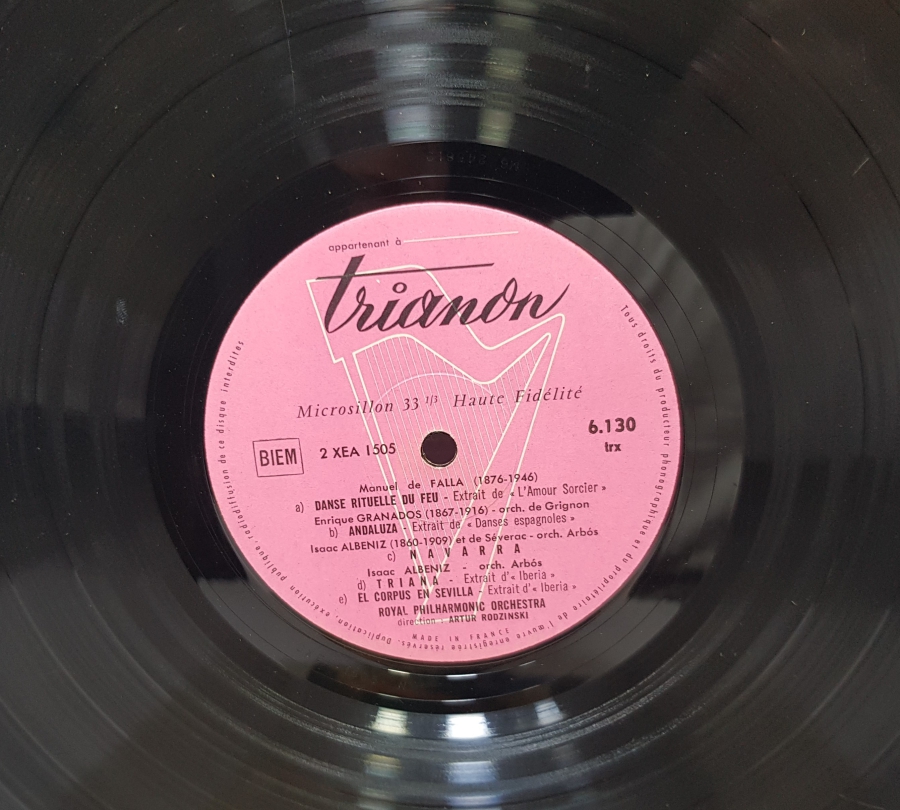 appartenant à
trianon
Microsillon 33 1/3 Haute Fidélité
BIEM
2 XEA 1505
6.130
trx
Manuel de FALLA (1876-1946)
a) DANSE RITUELLE DU FEU - Extrait de « L'Amour Sorcier »
Enrique GRANADOS (1867-1916) - orch. de Grignon
b) ANDALUZA - Extrait de « Danses espagnoles »
Isaac ALBENIZ (1860-1909) et de Séverac - orch. Arbós
c) NAVARRA
Isaac ALBENIZ - orch. Arbós
d) TRIANA - Extrait d'« Iberia »
e) EL CORPUS EN SEVILLA - Extrait d'« Iberia »
ROYAL PHILHARMONIC ORCHESTRA
direction : ARTUR RODZINSKI
MADE IN FRANCE
Tous droits du producteur phonographique et du propriétaire de l'œuvre enregistrée réservés. Duplication, exécution publique, radiodiffusion de ce disque interdites